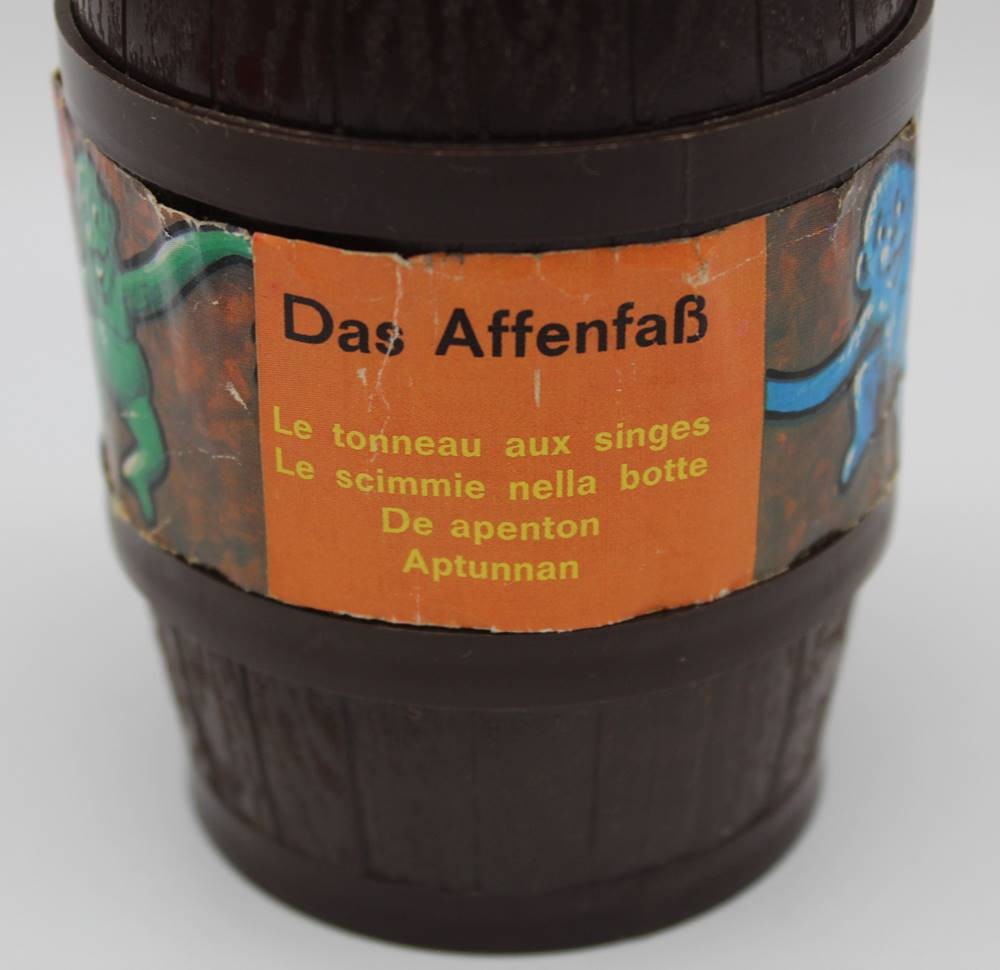 Das Affenfaß
Le tonneau aux singes
Le scimmie nella botte
De apenton
Aptunnan